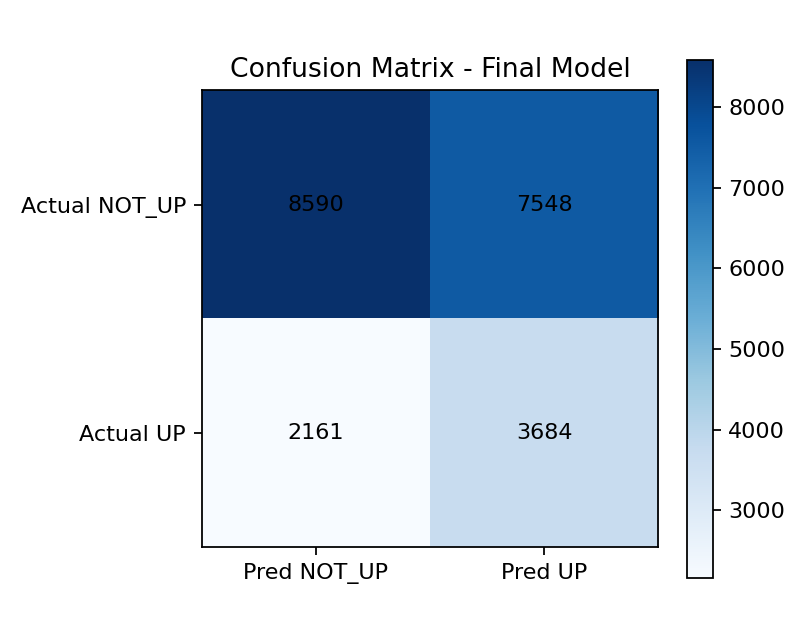 Confusion Matrix - Final Model
8000
7000
6000
5000
4000
3000
Actual NOT_UP
8590
7548
Actual UP
2161
3684
Pred NOT_UP
Pred UP